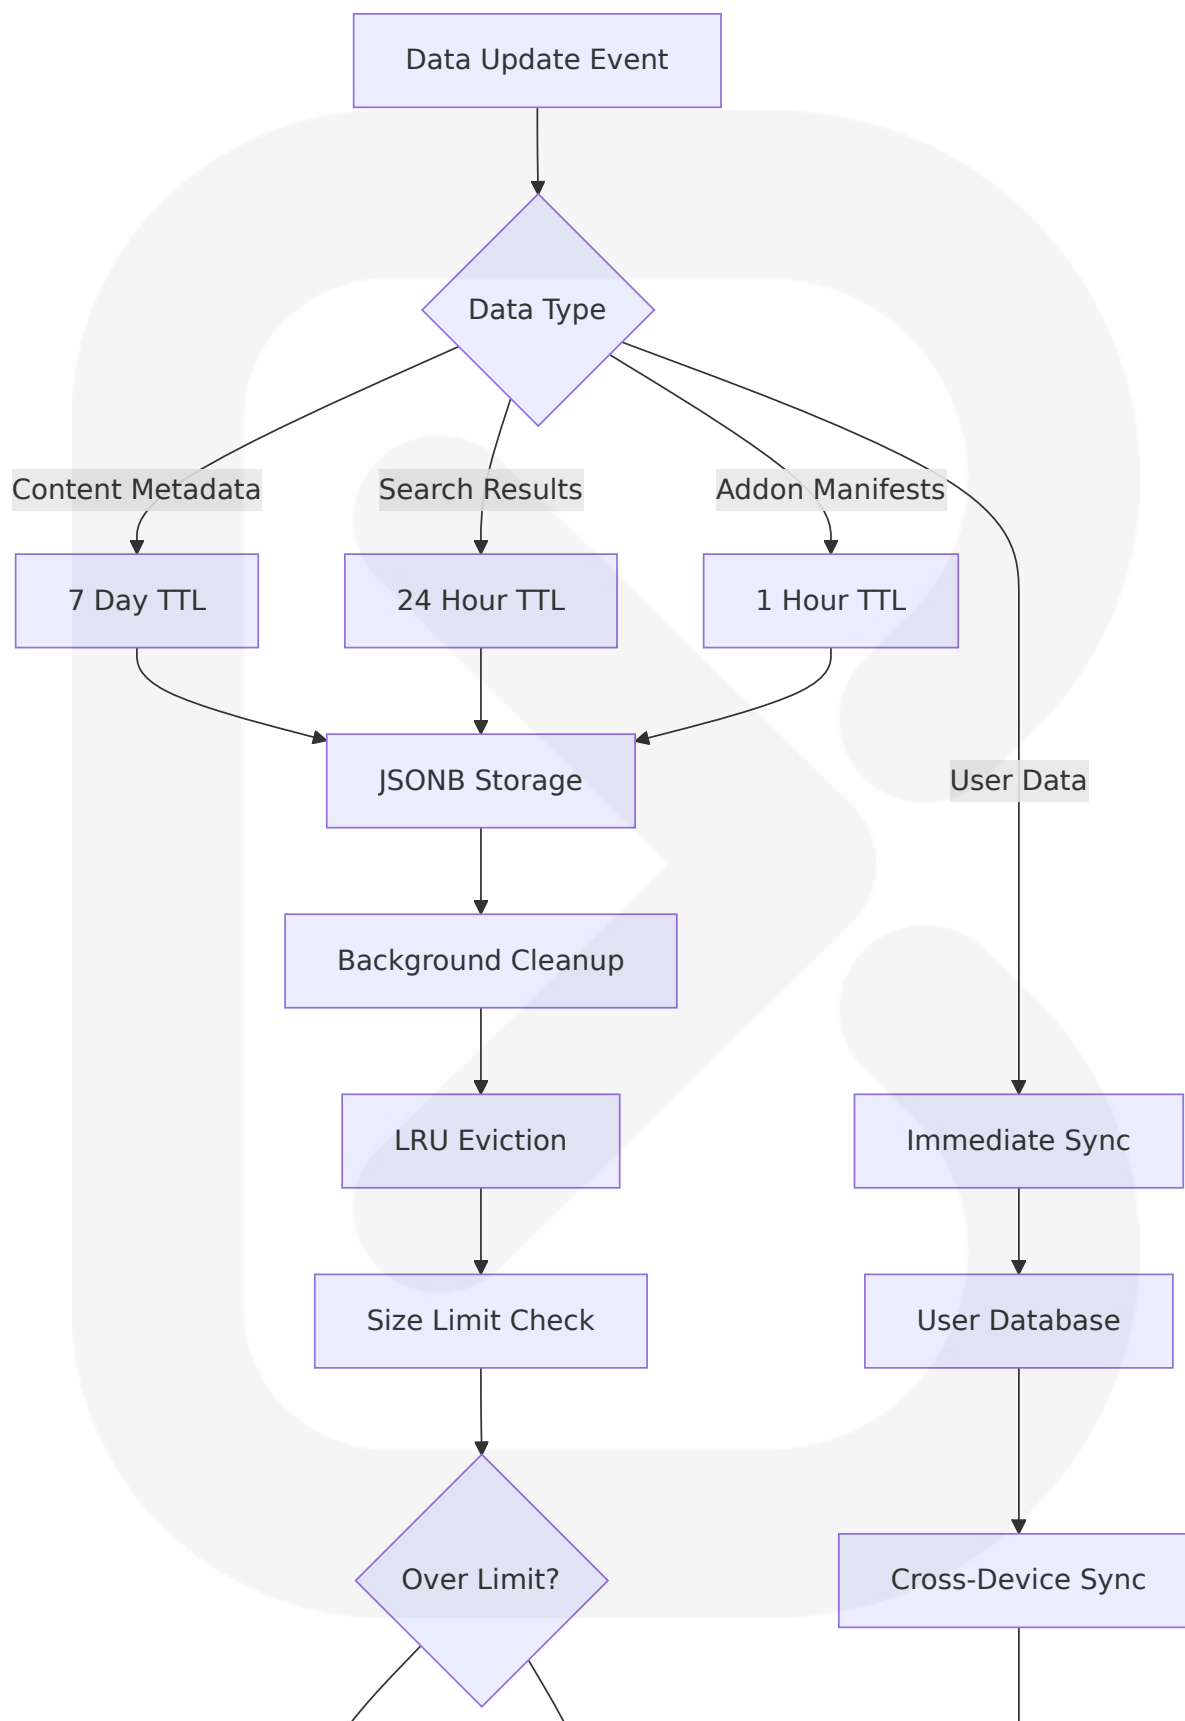 Data Update Event
Data Type
Content Metadata
Search Results
Addon Manifests
7 Day TTL
24 Hour TTL
1 Hour TTL
JSONB Storage
User Data
Background Cleanup
LRU Eviction
Immediate Sync
Size Limit Check
User Database
Over Limit?
Cross-Device Sync